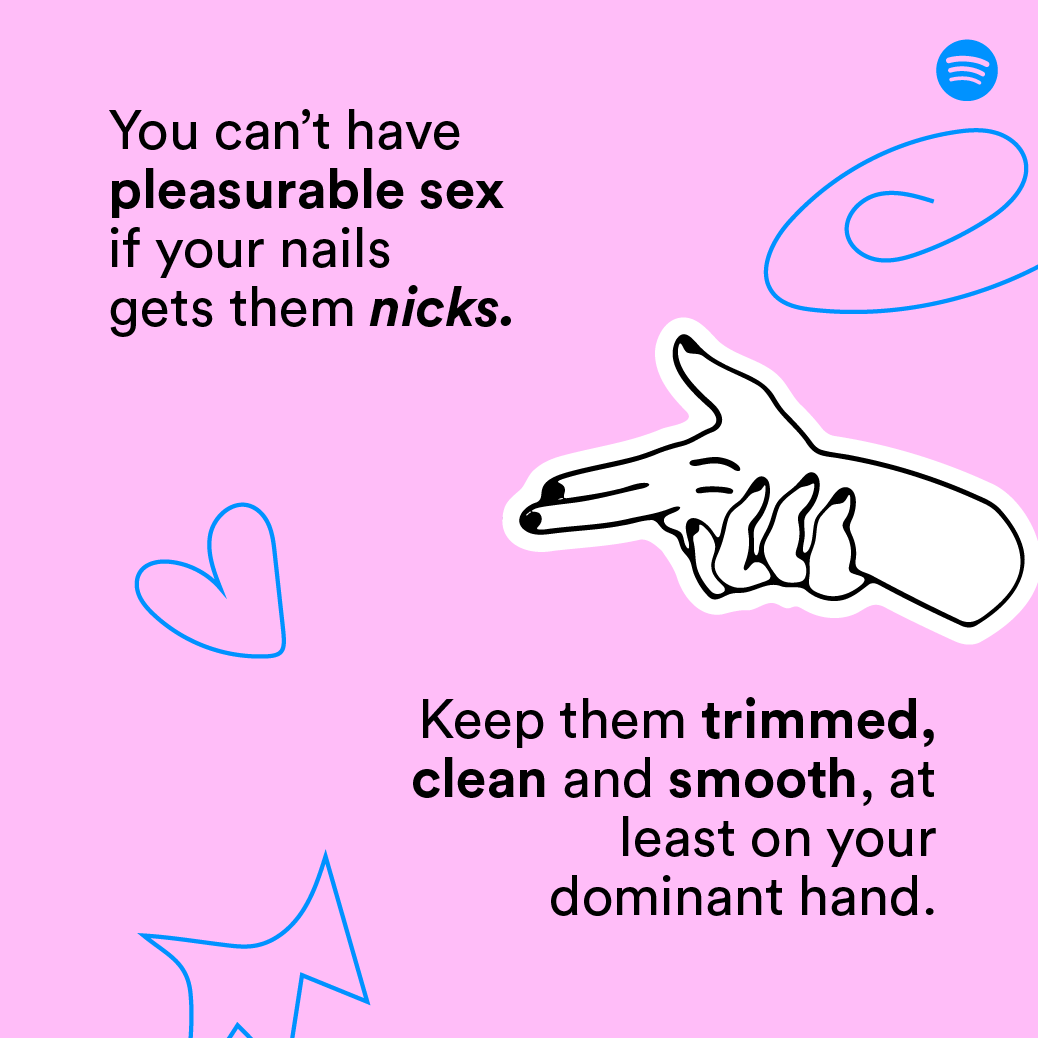 You can’t have
pleasurable sex
if your nails
gets them nicks.
Keep them trimmed,
clean and smooth, at
least on your
dominant hand.